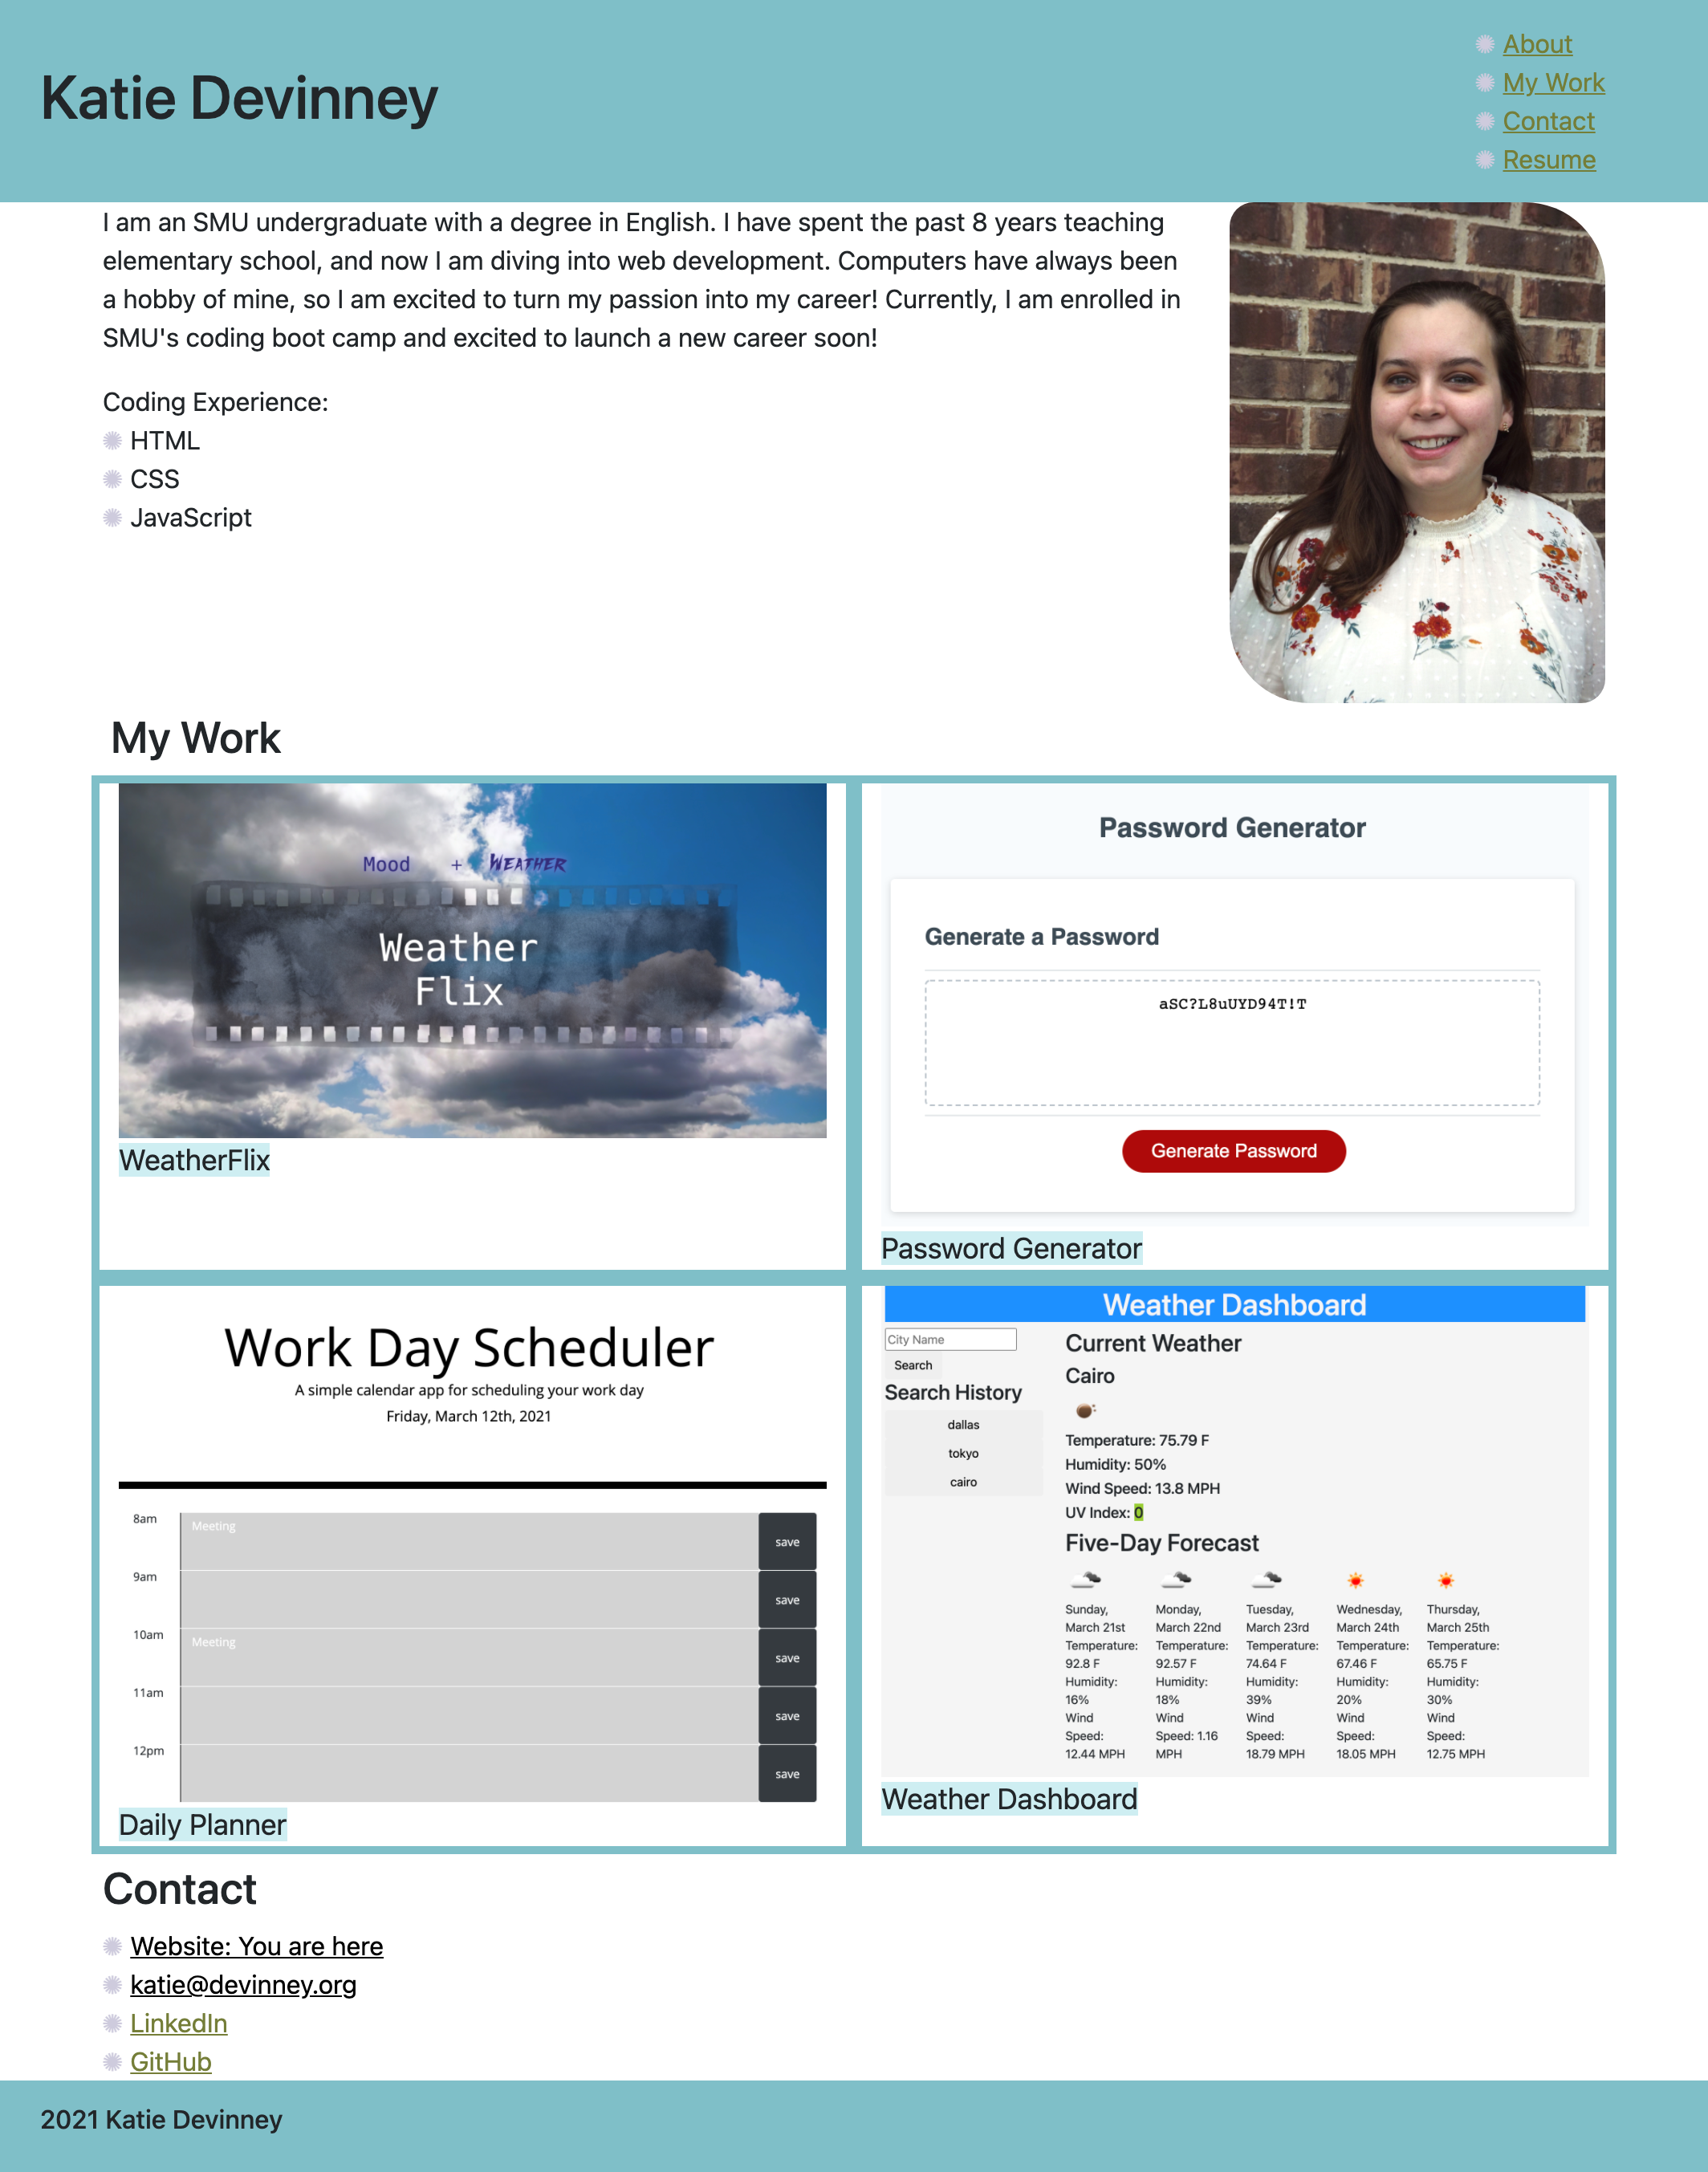 Katie Devinney
About
My Work
Contact
Resume
I am an SMU undergraduate with a degree in English. I have spent the past 8 years teaching
elementary school, and now I am diving into web development. Computers have always been
a hobby of mine, so I am excited to turn my passion into my career! Currently, I am enrolled in
SMU's coding boot camp and excited to launch a new career soon!
Coding Experience:
HTML
CSS
JavaScript
My Work
Mood + Weather
Weather
Flix
WeatherFlix
Password Generator
Generate a Password
aSC?L8uUYD94T!T
Generate Password
Password Generator
Work Day Scheduler
A simple calendar app for scheduling your work day
Friday, March 12th, 2021
8am Meeting save
9am save
10am Meeting save
11am save
12pm save
Daily Planner
Weather Dashboard
City Name
Search
Search History
dallas
tokyo
cairo
Current Weather
Cairo
Temperature: 75.79 F
Humidity: 50%
Wind Speed: 13.8 MPH
UV Index: 0
Five-Day Forecast
Sunday,
March 21st
Temperature:
92.8 F
Humidity:
16%
Wind
Speed:
12.44 MPH
Monday,
March 22nd
Temperature:
92.57 F
Humidity:
18%
Wind
Speed: 1.16
MPH
Tuesday,
March 23rd
Temperature:
74.64 F
Humidity:
39%
Wind
Speed:
18.79 MPH
Wednesday,
March 24th
Temperature:
67.46 F
Humidity:
20%
Wind
Speed:
18.05 MPH
Thursday,
March 25th
Temperature:
65.75 F
Humidity:
30%
Wind
Speed:
12.75 MPH
Weather Dashboard
Contact
Website: You are here
katie@devinney.org
LinkedIn
GitHub
2021 Katie Devinney